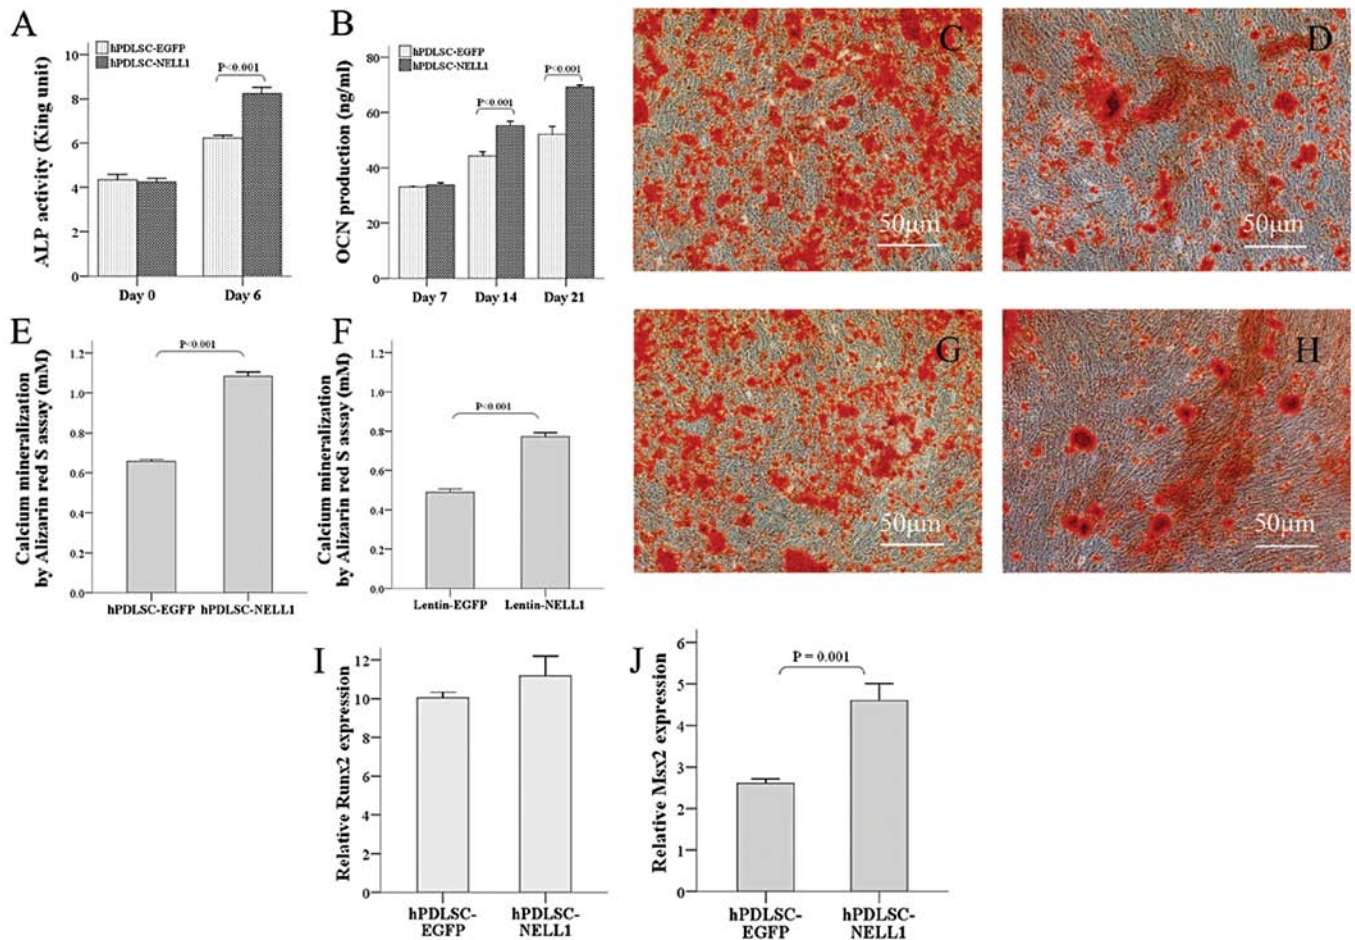 A
ALP activity (King unit)
10
8
6
4
2
0
hPDLSC-EGFP
hPDLSC-NELL1
P<0.001
Day 0
Day 6
B
OCN production (ng/ml)
80
60
40
20
0
hPDLSC-EGFP
hPDLSC-NELL1
P<0.001
P<0.001
Day 7
Day 14
Day 21
C
50μm
D
50μm
E
Calcium mineralization
by Alizarin red S assay (mM)
1.2
1.0
0.8
0.6
0.4
0.2
0.0
P<0.001
hPDLSC-EGFP
hPDLSC-NELL1
F
Calcium mineralization
by Alizarin red S assay (mM)
1.2
1.0
0.8
0.6
0.4
0.2
0.0
P<0.001
Lentin-EGFP
Lentin-NELL1
G
50μm
H
50μm
I
Relative Runx2 expression
12
10
8
6
4
2
0
hPDLSC-
EGFP
hPDLSC-
NELL1
J
Relative Msx2 expression
6
5
4
3
2
1
0
P = 0.001
hPDLSC-
EGFP
hPDLSC-
NELL1